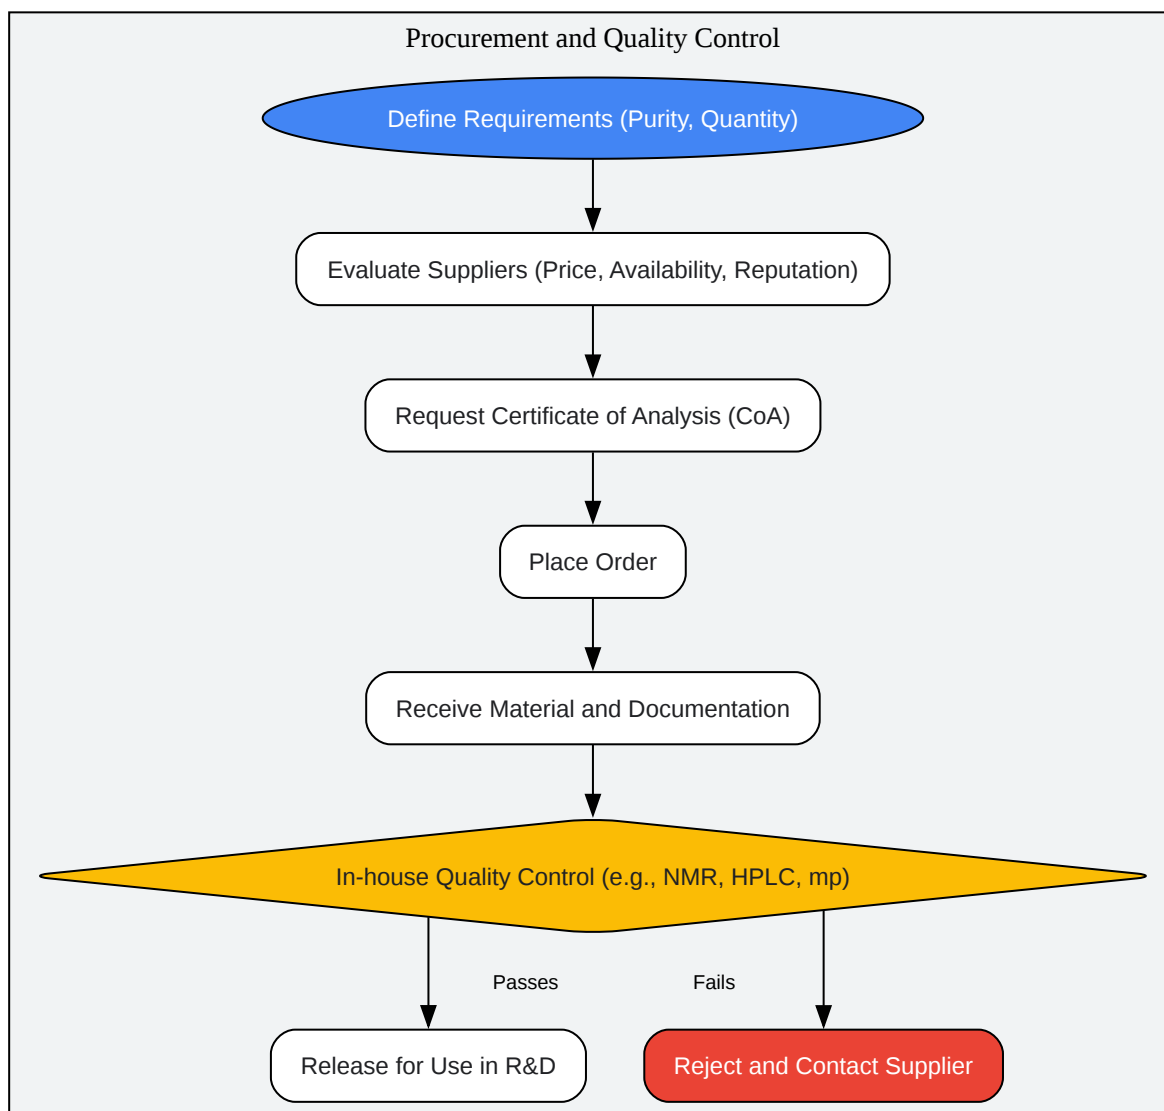 Procurement and Quality Control
Define Requirements (Purity, Quantity)
Evaluate Suppliers (Price, Availability, Reputation)
Request Certificate of Analysis (CoA)
Place Order
Receive Material and Documentation
In-house Quality Control (e.g., NMR, HPLC, mp)
Passes
Fails
Release for Use in R&D
Reject and Contact Supplier